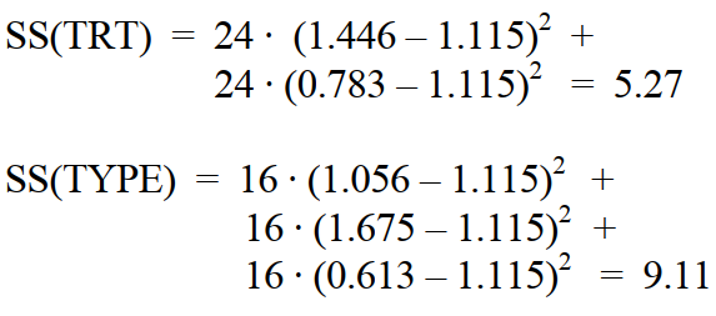 SS(TRT) = 24 · (1.446 – 1.115)² +
24 · (0.783 – 1.115)² = 5.27
SS(TYPE) = 16 · (1.056 – 1.115)² +
16 · (1.675 – 1.115)² +
16 · (0.613 – 1.115)² = 9.11